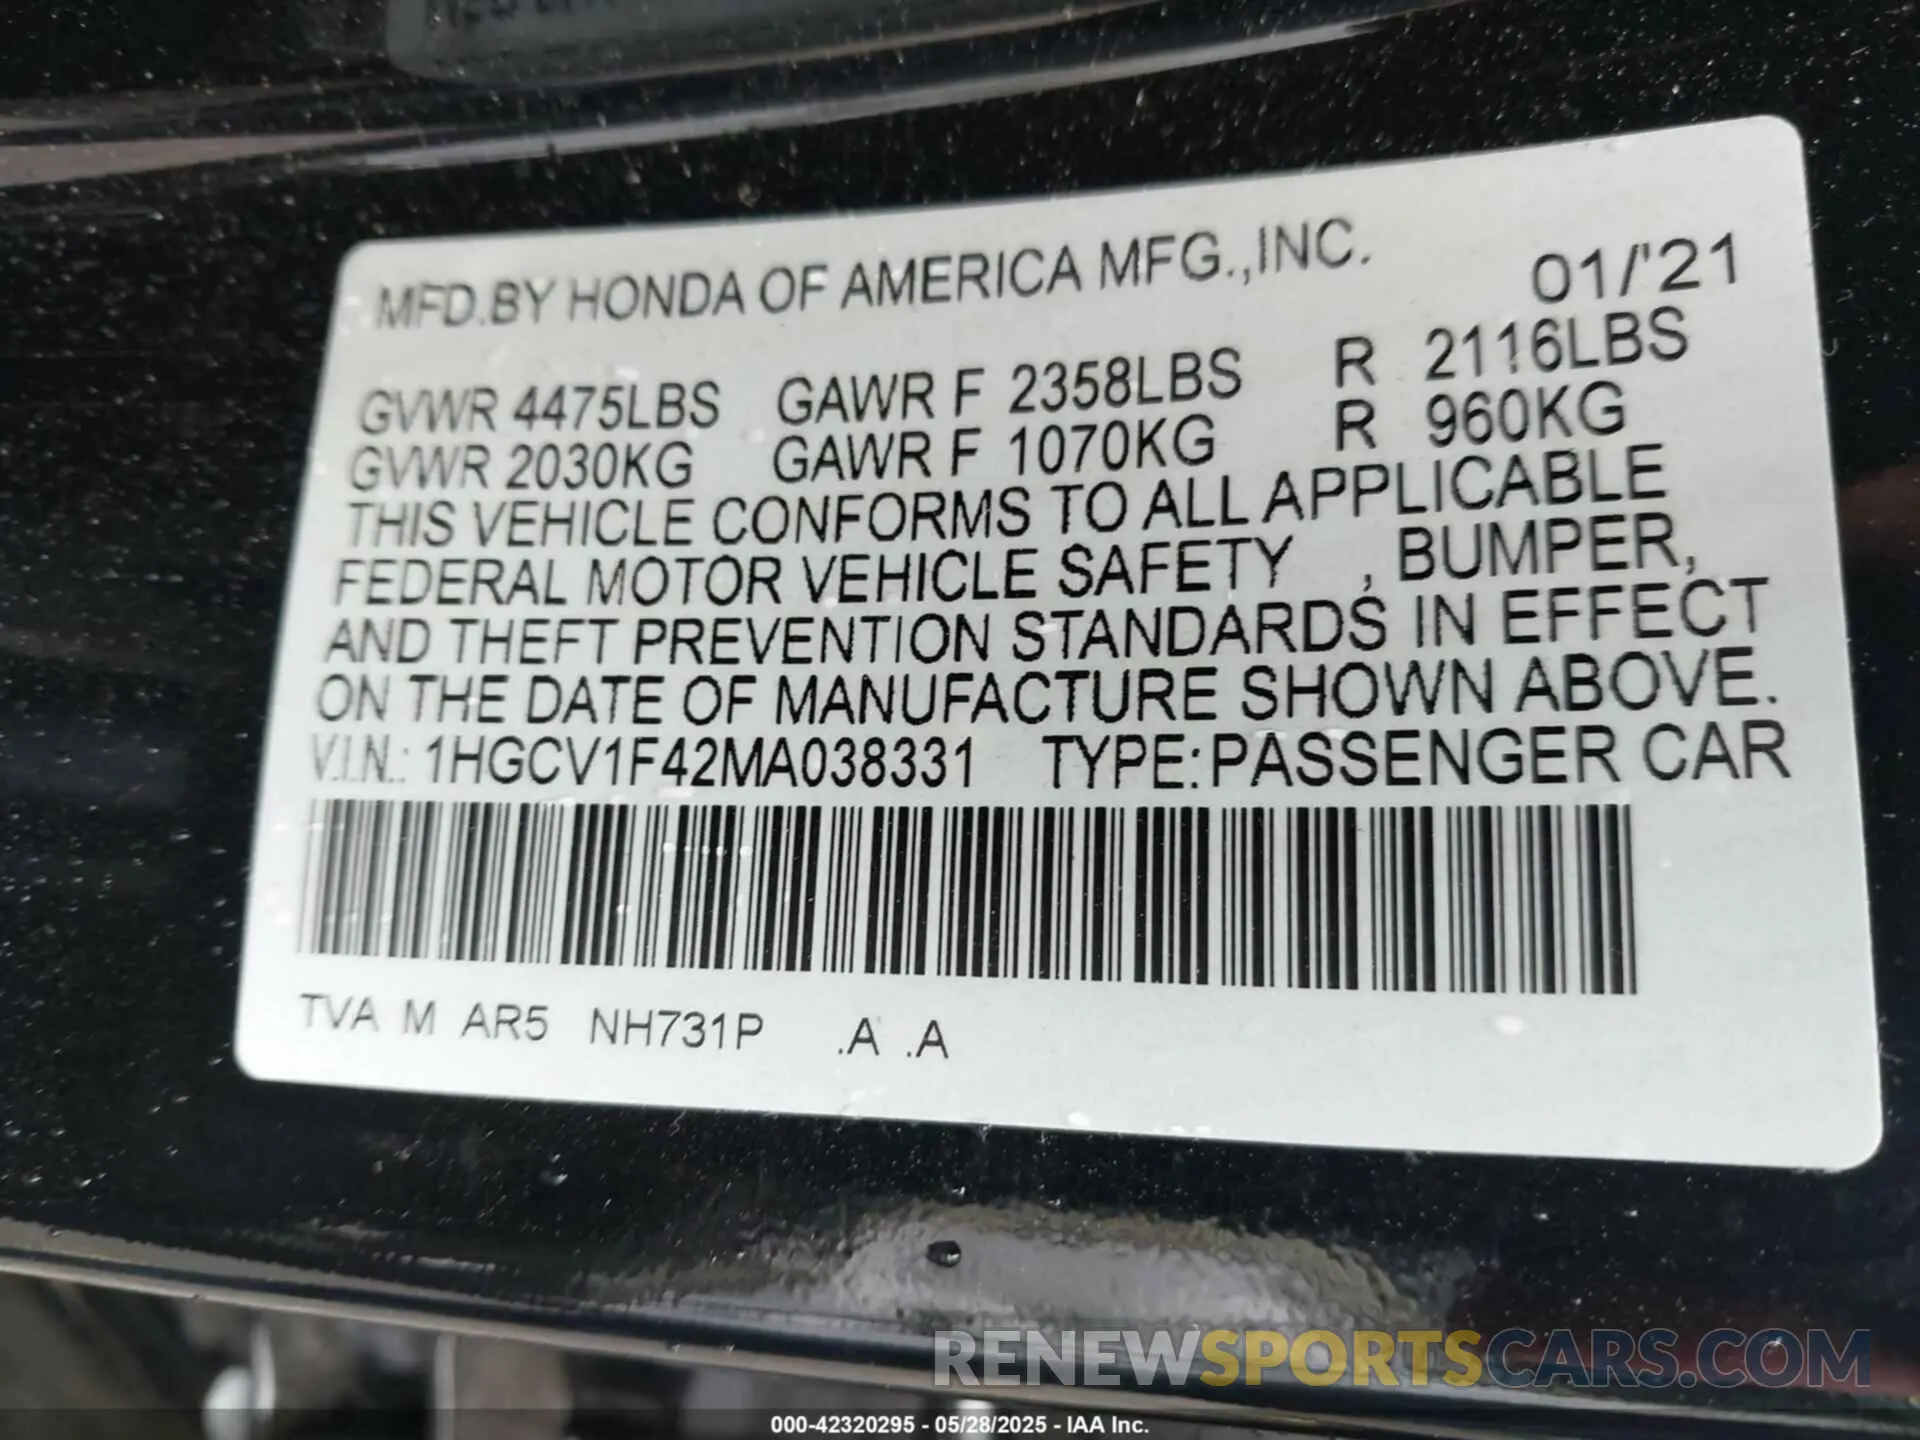 MFD.BY HONDA OF AMERICA MFG.,INC. 01/'21
GVWR 4475LBS GAWR F 2358LBS R 2116LBS
GVWR 2030KG GAWR F 1070KG R 960KG
THIS VEHICLE CONFORMS TO ALL APPLICABLE
FEDERAL MOTOR VEHICLE SAFETY , BUMPER,
AND THEFT PREVENTION STANDARDS IN EFFECT
ON THE DATE OF MANUFACTURE SHOWN ABOVE.
V.I.N.: 1HGCV1F42MA038331 TYPE:PASSENGER CAR
TVA M AR5 NH731P .A .A
RENEWSPORTSCARS.COM
000-42320295 - 05/28/2025 - IAA Inc.